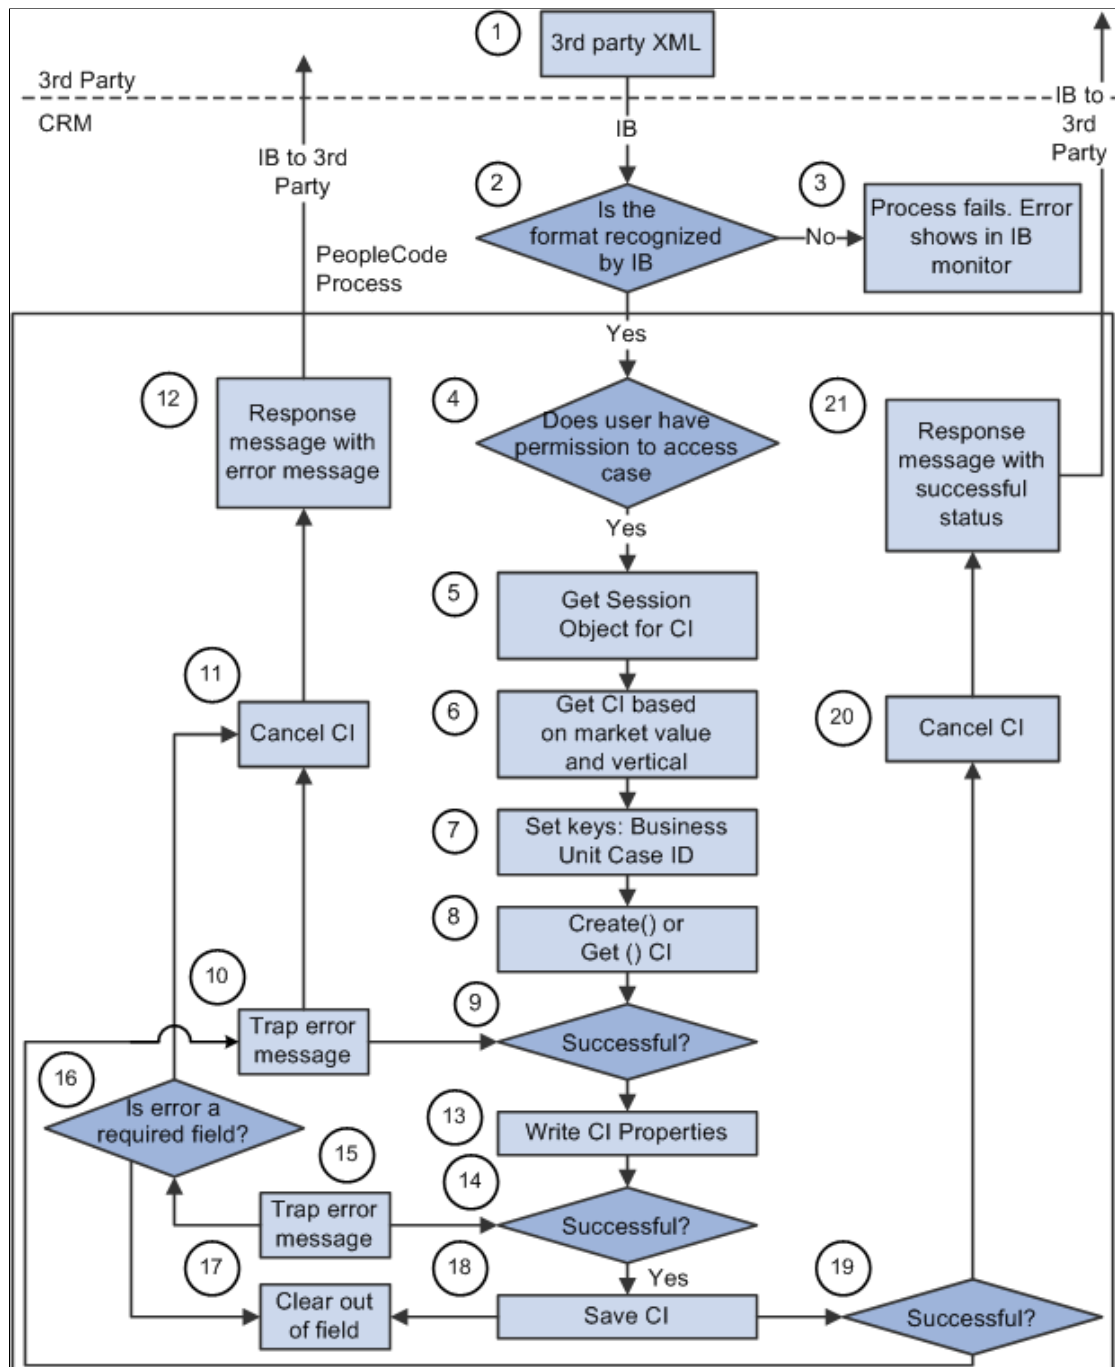 1
3rd party XML
3rd Party
CRM
IB
IB to
3rd
Party
IB to 3rd
Party
2
Is the
format recognized
by IB
No
3
Process fails. Error
shows in IB
monitor
PeopleCode
Process
Yes
12
Response
message with
error message
4
Does user have
permission to access
case
21
Response
message with
successful
status
Yes
5
Get Session
Object for CI
11
Cancel CI
6
Get CI based
on market value
and vertical
20
Cancel CI
7
Set keys: Business
Unit Case ID
8
Create() or
Get () CI
10
Trap error
message
9
Successful?
16
Is error a
required field?
13
Write CI Properties
15
Trap error
message
14
Successful?
Yes
17
Clear out
of field
18
Save CI
19
Successful?